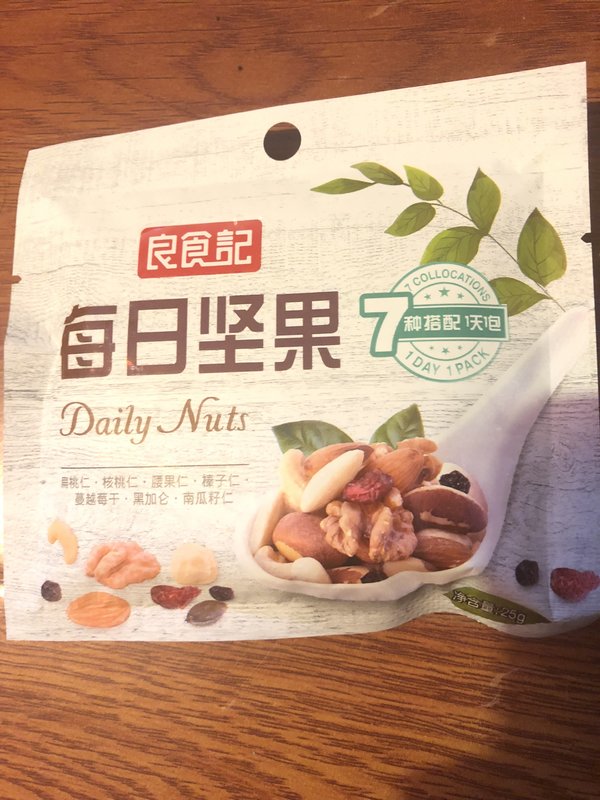 良食記
每日坚果
Daily Nuts
7 COLLOCATIONS
7种搭配 1天1包
1 DAY 1 PACK
扁桃仁·核桃仁·腰果仁·榛子仁·
蔓越莓干·黑加仑·南瓜籽仁
净含量:25g